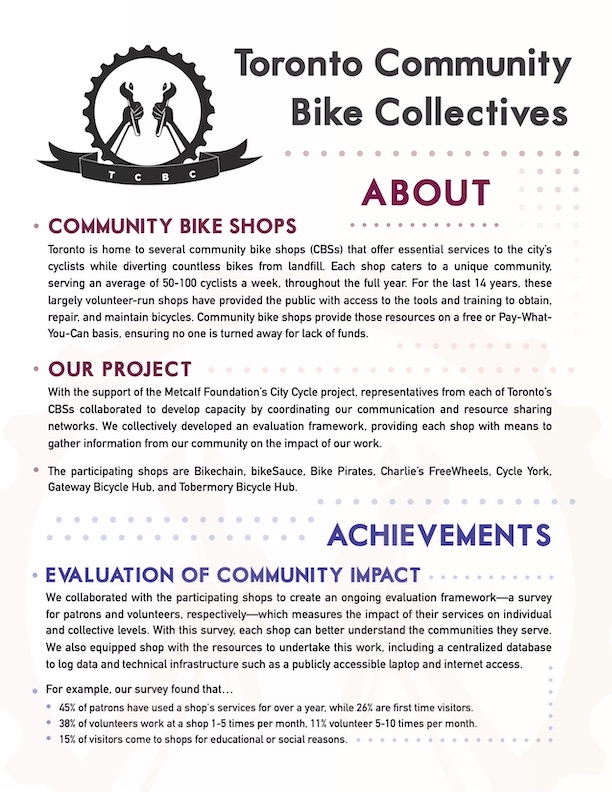 Toronto Community
Bike Collectives
T C B C
ABOUT
COMMUNITY BIKE SHOPS
Toronto is home to several community bike shops (CBSs) that offer essential services to the city's
cyclists while diverting countless bikes from landfill. Each shop caters to a unique community,
serving an average of 50-100 cyclists a week, throughout the full year. For the last 14 years, these
largely volunteer-run shops have provided the public with access to the tools and training to obtain,
repair, and maintain bicycles. Community bike shops provide those resources on a free or Pay-What-
You-Can basis, ensuring no one is turned away for lack of funds.
OUR PROJECT
With the support of the Metcalf Foundation's City Cycle project, representatives from each of Toronto's
CBSs collaborated to develop capacity by coordinating our communication and resource sharing
networks. We collectively developed an evaluation framework, providing each shop with means to
gather information from our community on the impact of our work.
The participating shops are Bikechain, bikeSauce, Bike Pirates, Charlie's FreeWheels, Cycle York,
Gateway Bicycle Hub, and Tobermory Bicycle Hub.
ACHIEVEMENTS
EVALUATION OF COMMUNITY IMPACT
We collaborated with the participating shops to create an ongoing evaluation framework—a survey
for patrons and volunteers, respectively—which measures the impact of their services on individual
and collective levels. With this survey, each shop can better understand the communities they serve.
We also equipped shop with the resources to undertake this work, including a centralized database
to log data and technical infrastructure such as a publicly accessible laptop and internet access.
For example, our survey found that...
45% of patrons have used a shop's services for over a year, while 26% are first time visitors.
38% of volunteers work at a shop 1-5 times per month, 11% volunteer 5-10 times per month.
15% of visitors come to shops for educational or social reasons.